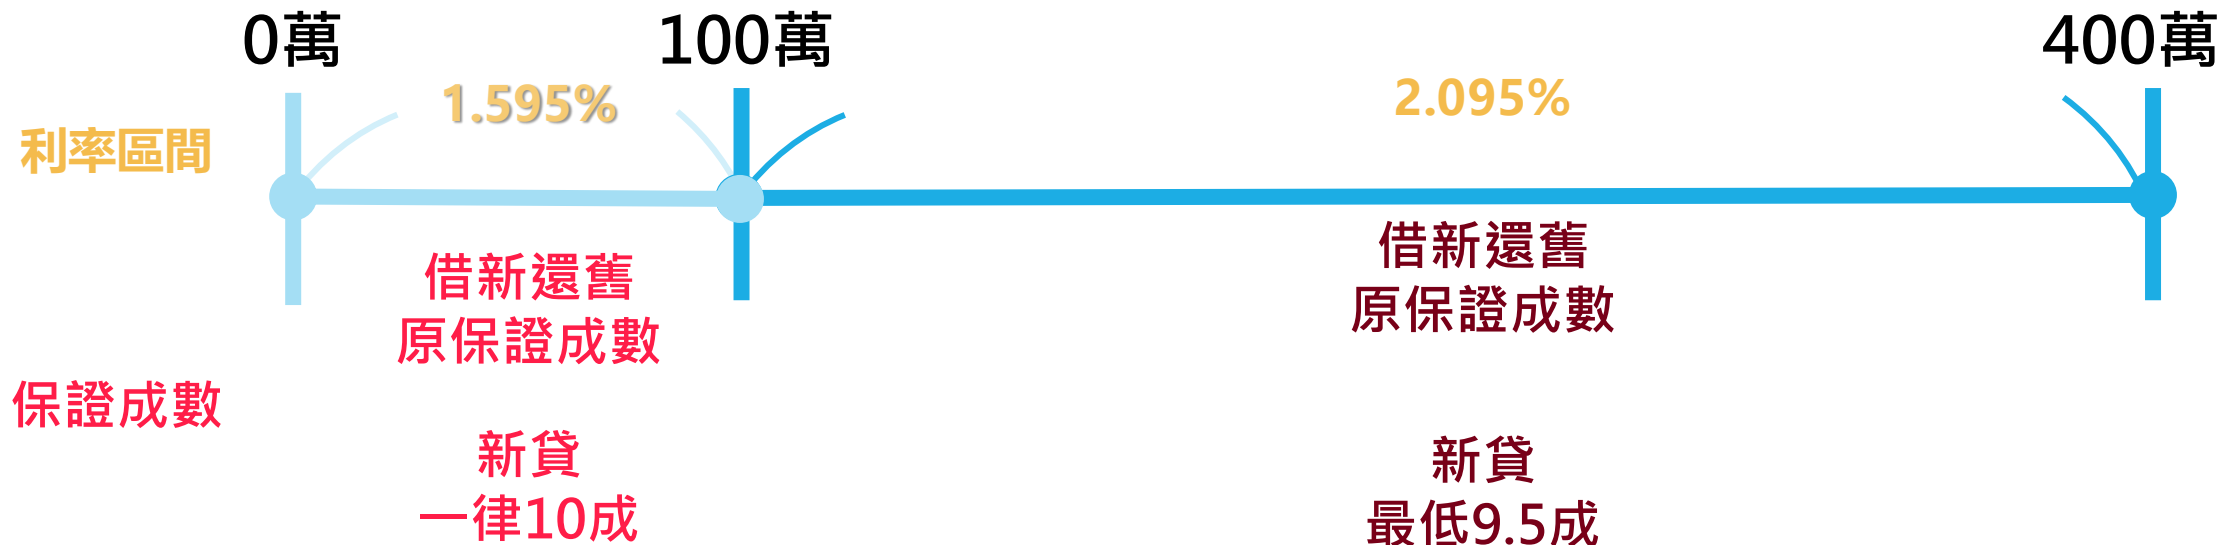 0萬
100萬
400萬
1.595%
2.095%
利率區間
借新還舊
原保證成數
借新還舊
原保證成數
保證成數
新貸
一律10成
新貸
最低9.5成